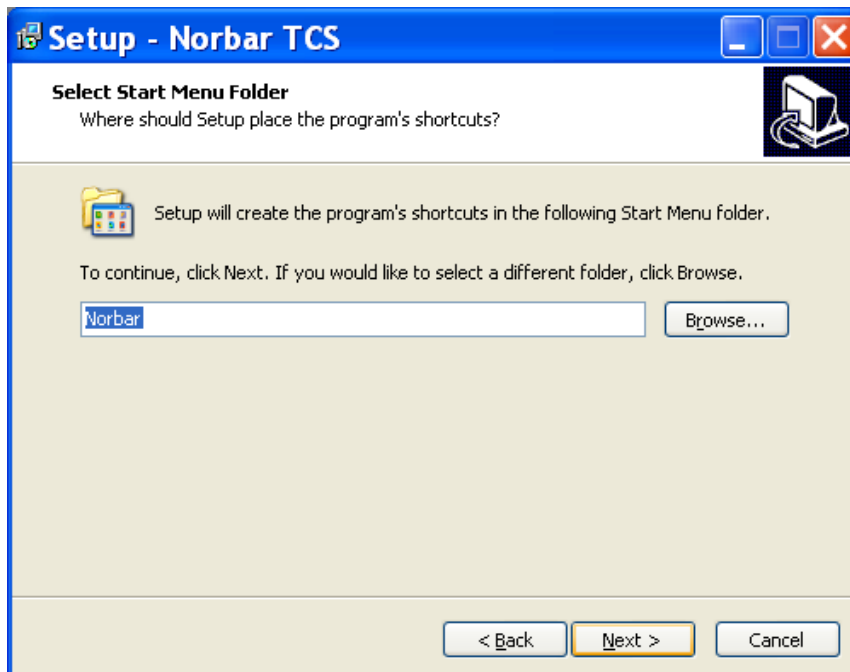 Setup - Norbar TCS
Select Start Menu Folder
Where should Setup place the program's shortcuts?
Setup will create the program's shortcuts in the following Start Menu folder.
To continue, click Next. If you would like to select a different folder, click Browse.
Norbar
Browse...
< Back
Next >
Cancel